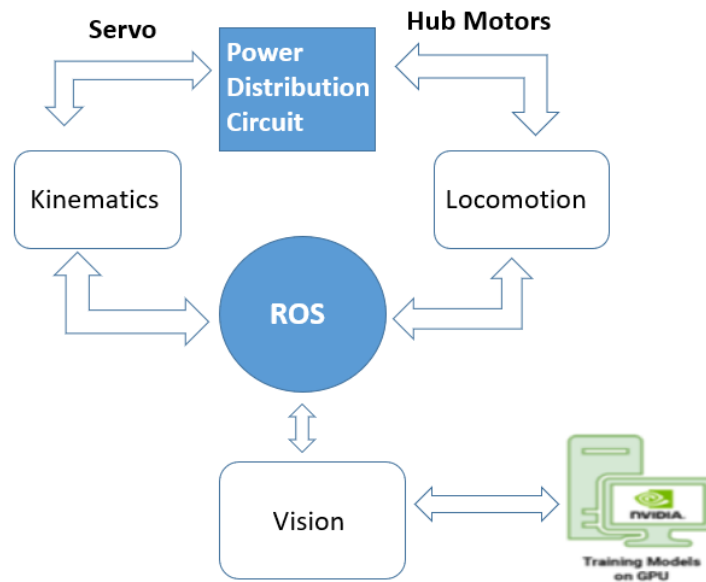 Servo
Hub Motors
Power
Distribution
Circuit
Kinematics
Locomotion
ROS
Vision
NVIDIA.
Training Models
on GPU